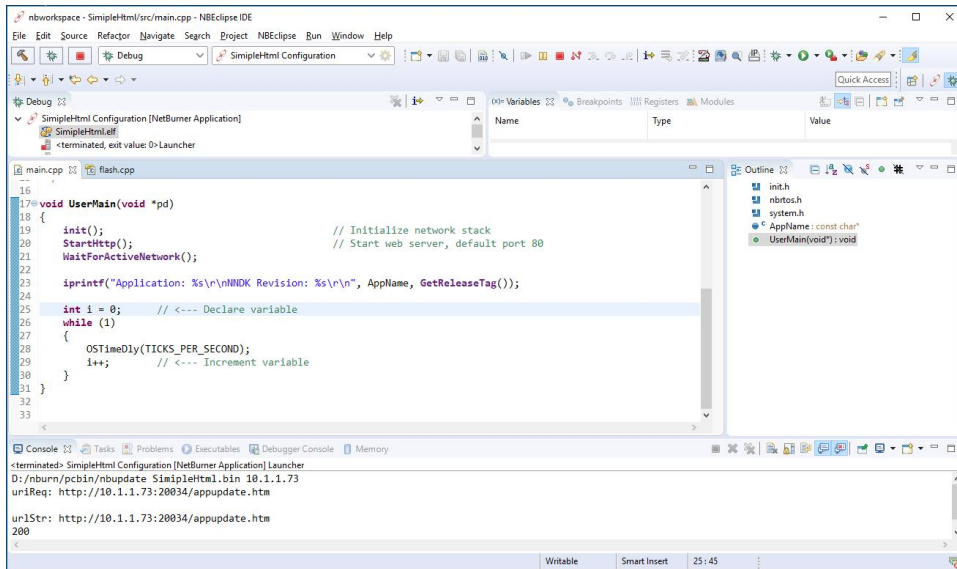 nbworkspace - SimipleHtml/src/main.cpp - NBEclipse IDE
File Edit Source Refactor Navigate Search Project NBEclipse Run Window Help
Debug SimipleHtml Configuration
Quick Access
Debug
SimipleHtml Configuration [NetBurner Application]
SimipleHtml.elf
<terminated, exit value: 0>Launcher
(x)= Variables Breakpoints Registers Modules
Name Type Value
main.cpp flash.cpp
16
17 void UserMain(void *pd)
18 {
19 init(); // Initialize network stack
20 StartHttp(); // Start web server, default port 80
21 WaitForActiveNetwork();
22
23 iprintf("Application: %s\r\nNNDK Revision: %s\r\n", AppName, GetReleaseTag());
24
25 int i = 0; // <--- Declare variable
26 while (1)
27 {
28 OSTimeDly(TICKS_PER_SECOND);
29 i++; // <--- Increment variable
30 }
31 }
32
33
Outline
init.h
nbrtos.h
system.h
AppName : const char*
UserMain(void*) : void
Console Tasks Problems Executables Debugger Console Memory
<terminated> SimipleHtml Configuration [NetBurner Application] Launcher
D:/nburn/pcbin/nbupdate SimipleHtml.bin 10.1.1.73
uriReq: http://10.1.1.73:20034/appupdate.htm
urlStr: http://10.1.1.73:20034/appupdate.htm
200
Writable Smart Insert 25 : 45